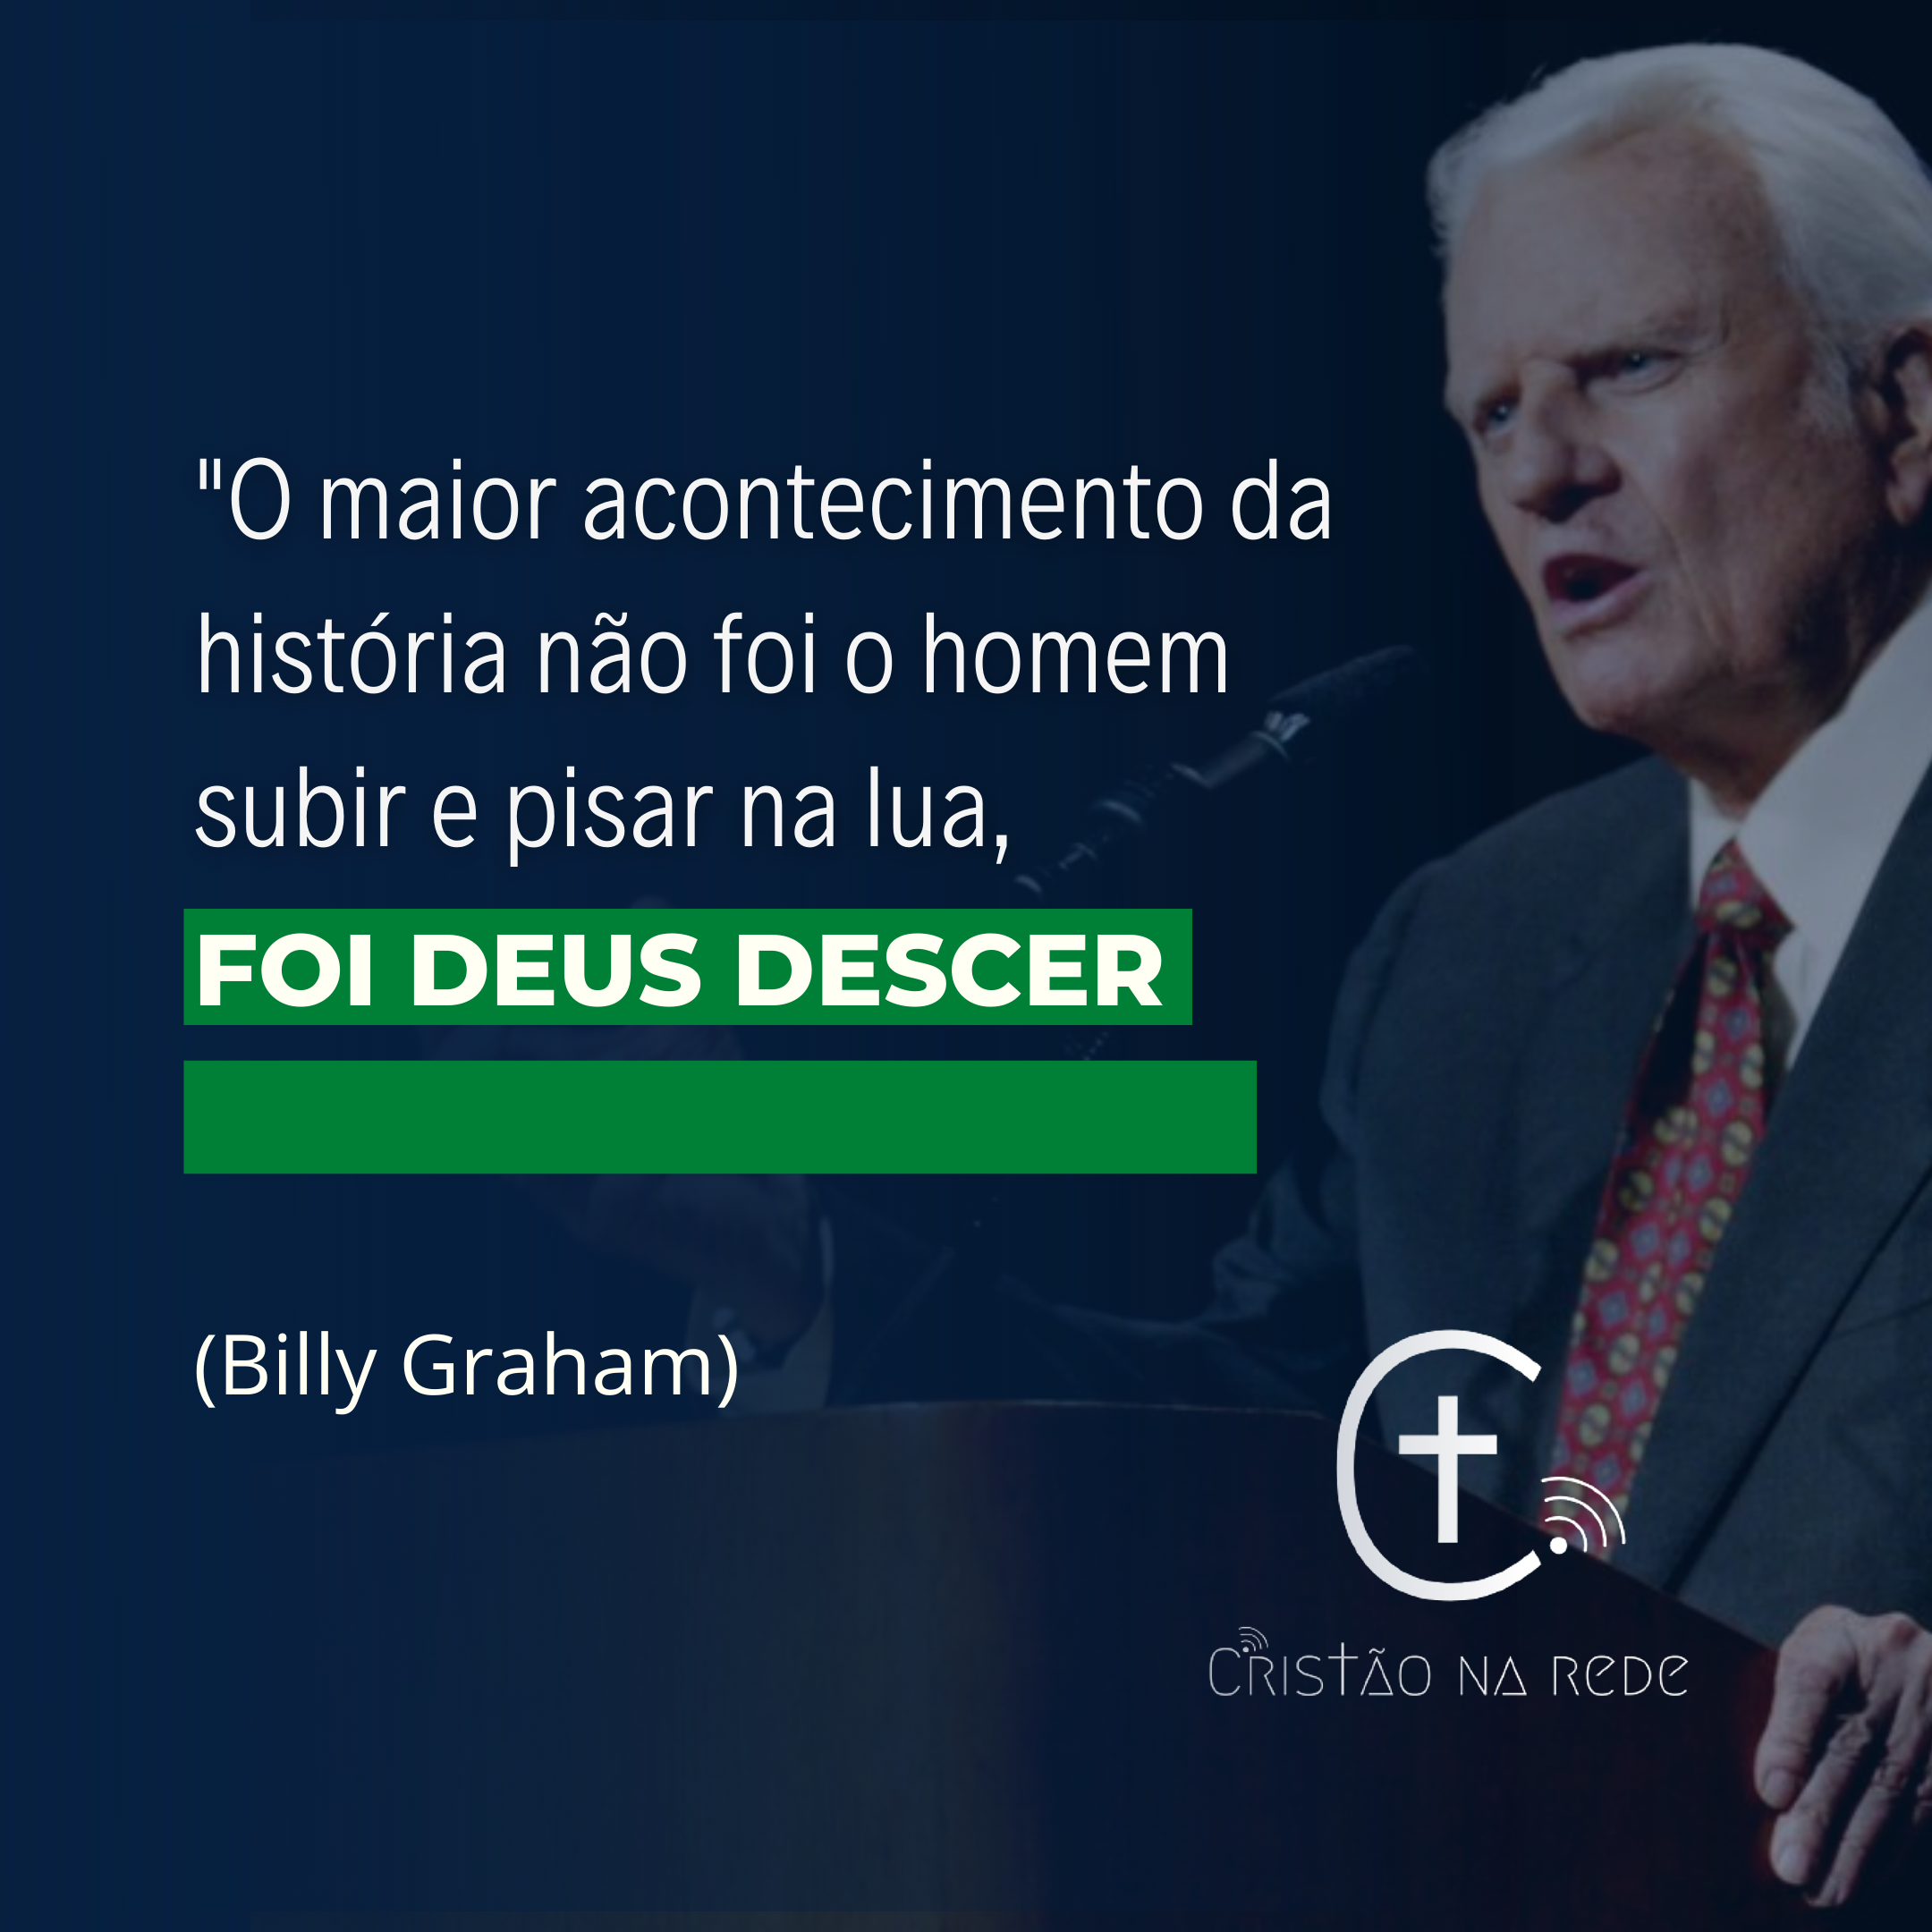 "O maior acontecimento da
história não foi o homem
subir e pisar na lua,
FOI DEUS DESCER
(Billy Graham)
CRISTÃO NA REDE